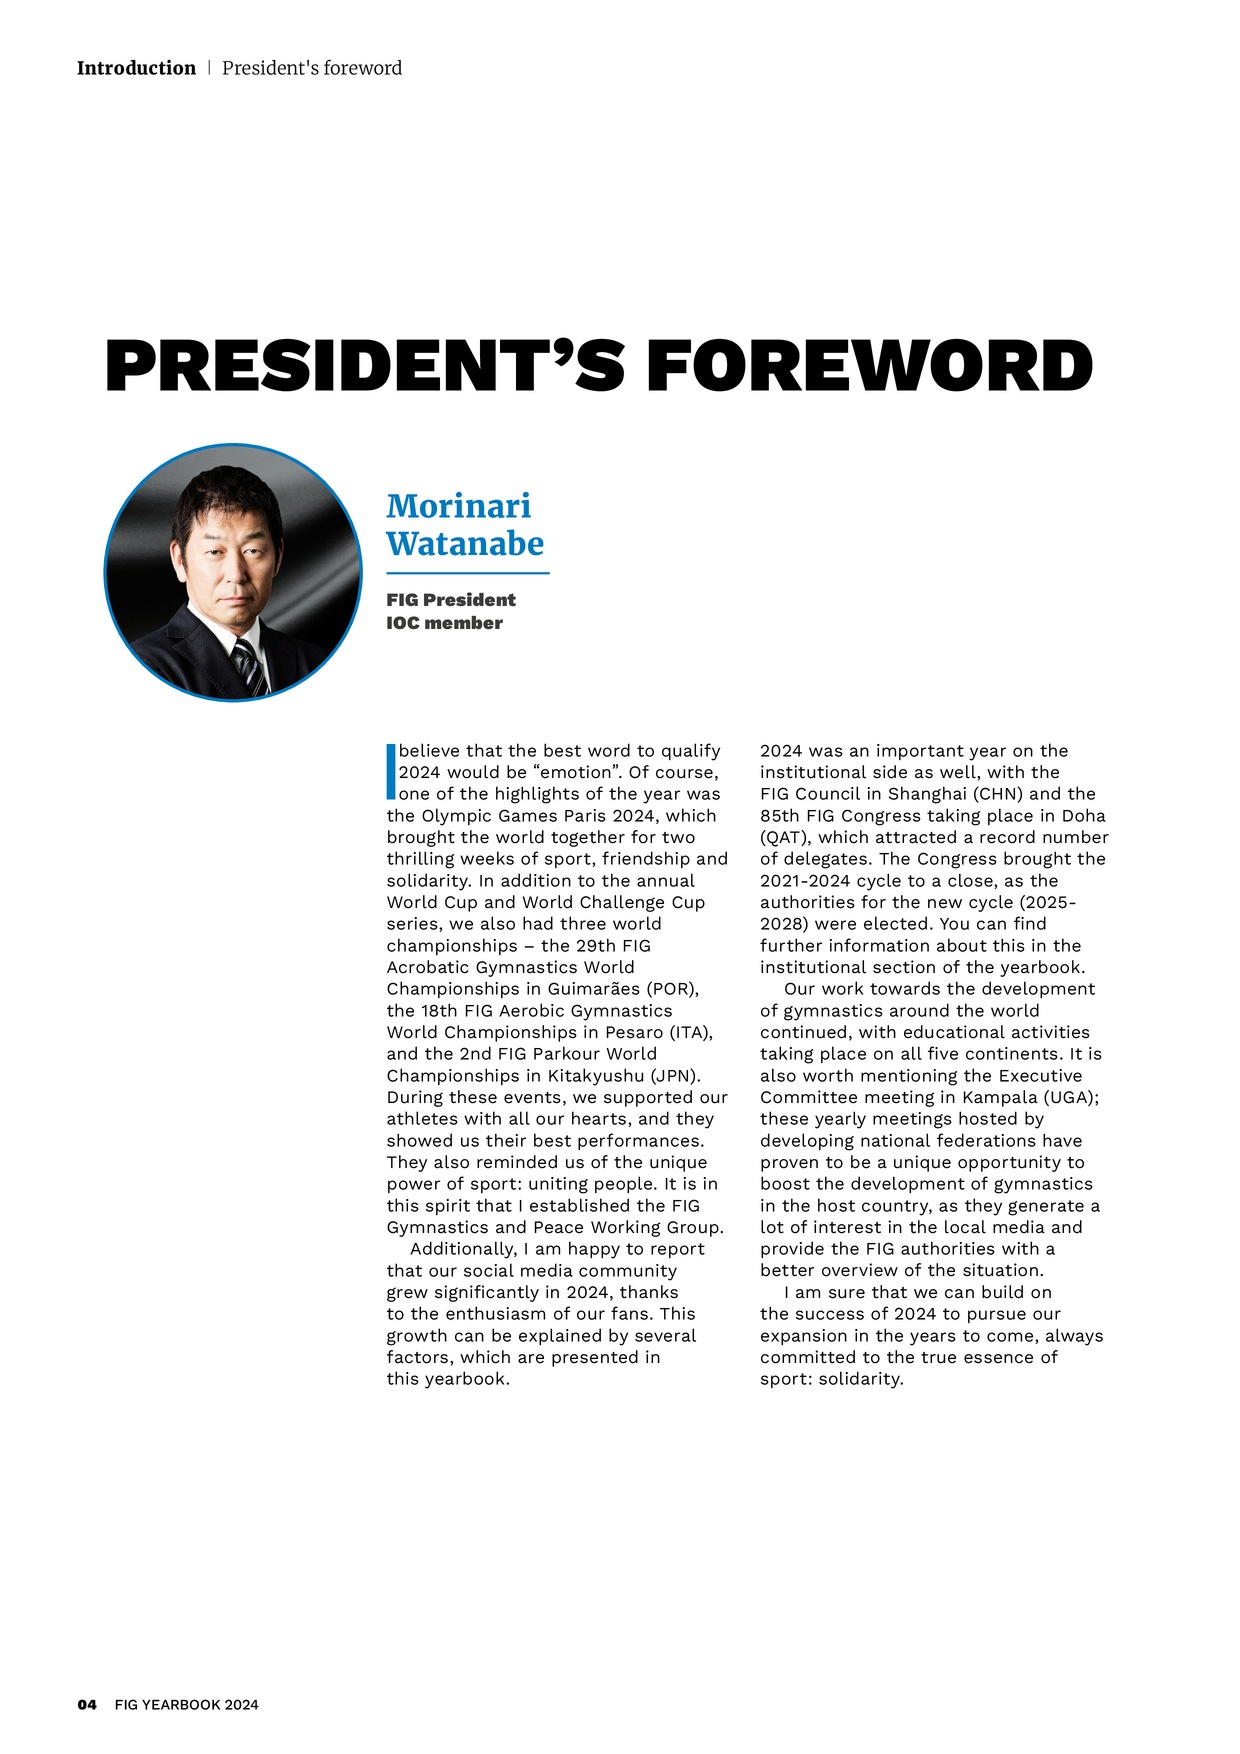 Introduction | President's foreword
PRESIDENT’S FOREWORD
Morinari
Watanabe
FIG President
IOC member
I believe that the best word to qualify
2024 would be “emotion”. Of course,
one of the highlights of the year was
the Olympic Games Paris 2024, which
brought the world together for two
thrilling weeks of sport, friendship and
solidarity. In addition to the annual
World Cup and World Challenge Cup
series, we also had three world
championships – the 29th FIG
Acrobatic Gymnastics World
Championships in Guimarães (POR),
the 18th FIG Aerobic Gymnastics
World Championships in Pesaro (ITA),
and the 2nd FIG Parkour World
Championships in Kitakyushu (JPN).
During these events, we supported our
athletes with all our hearts, and they
showed us their best performances.
They also reminded us of the unique
power of sport: uniting people. It is in
this spirit that I established the FIG
Gymnastics and Peace Working Group.
Additionally, I am happy to report
that our social media community
grew significantly in 2024, thanks
to the enthusiasm of our fans. This
growth can be explained by several
factors, which are presented in
this yearbook.
2024 was an important year on the
institutional side as well, with the
FIG Council in Shanghai (CHN) and the
85th FIG Congress taking place in Doha
(QAT), which attracted a record number
of delegates. The Congress brought the
2021-2024 cycle to a close, as the
authorities for the new cycle (2025-
2028) were elected. You can find
further information about this in the
institutional section of the yearbook.
Our work towards the development
of gymnastics around the world
continued, with educational activities
taking place on all five continents. It is
also worth mentioning the Executive
Committee meeting in Kampala (UGA);
these yearly meetings hosted by
developing national federations have
proven to be a unique opportunity to
boost the development of gymnastics
in the host country, as they generate a
lot of interest in the local media and
provide the FIG authorities with a
better overview of the situation.
I am sure that we can build on
the success of 2024 to pursue our
expansion in the years to come, always
committed to the true essence of
sport: solidarity.
04 FIG YEARBOOK 2024